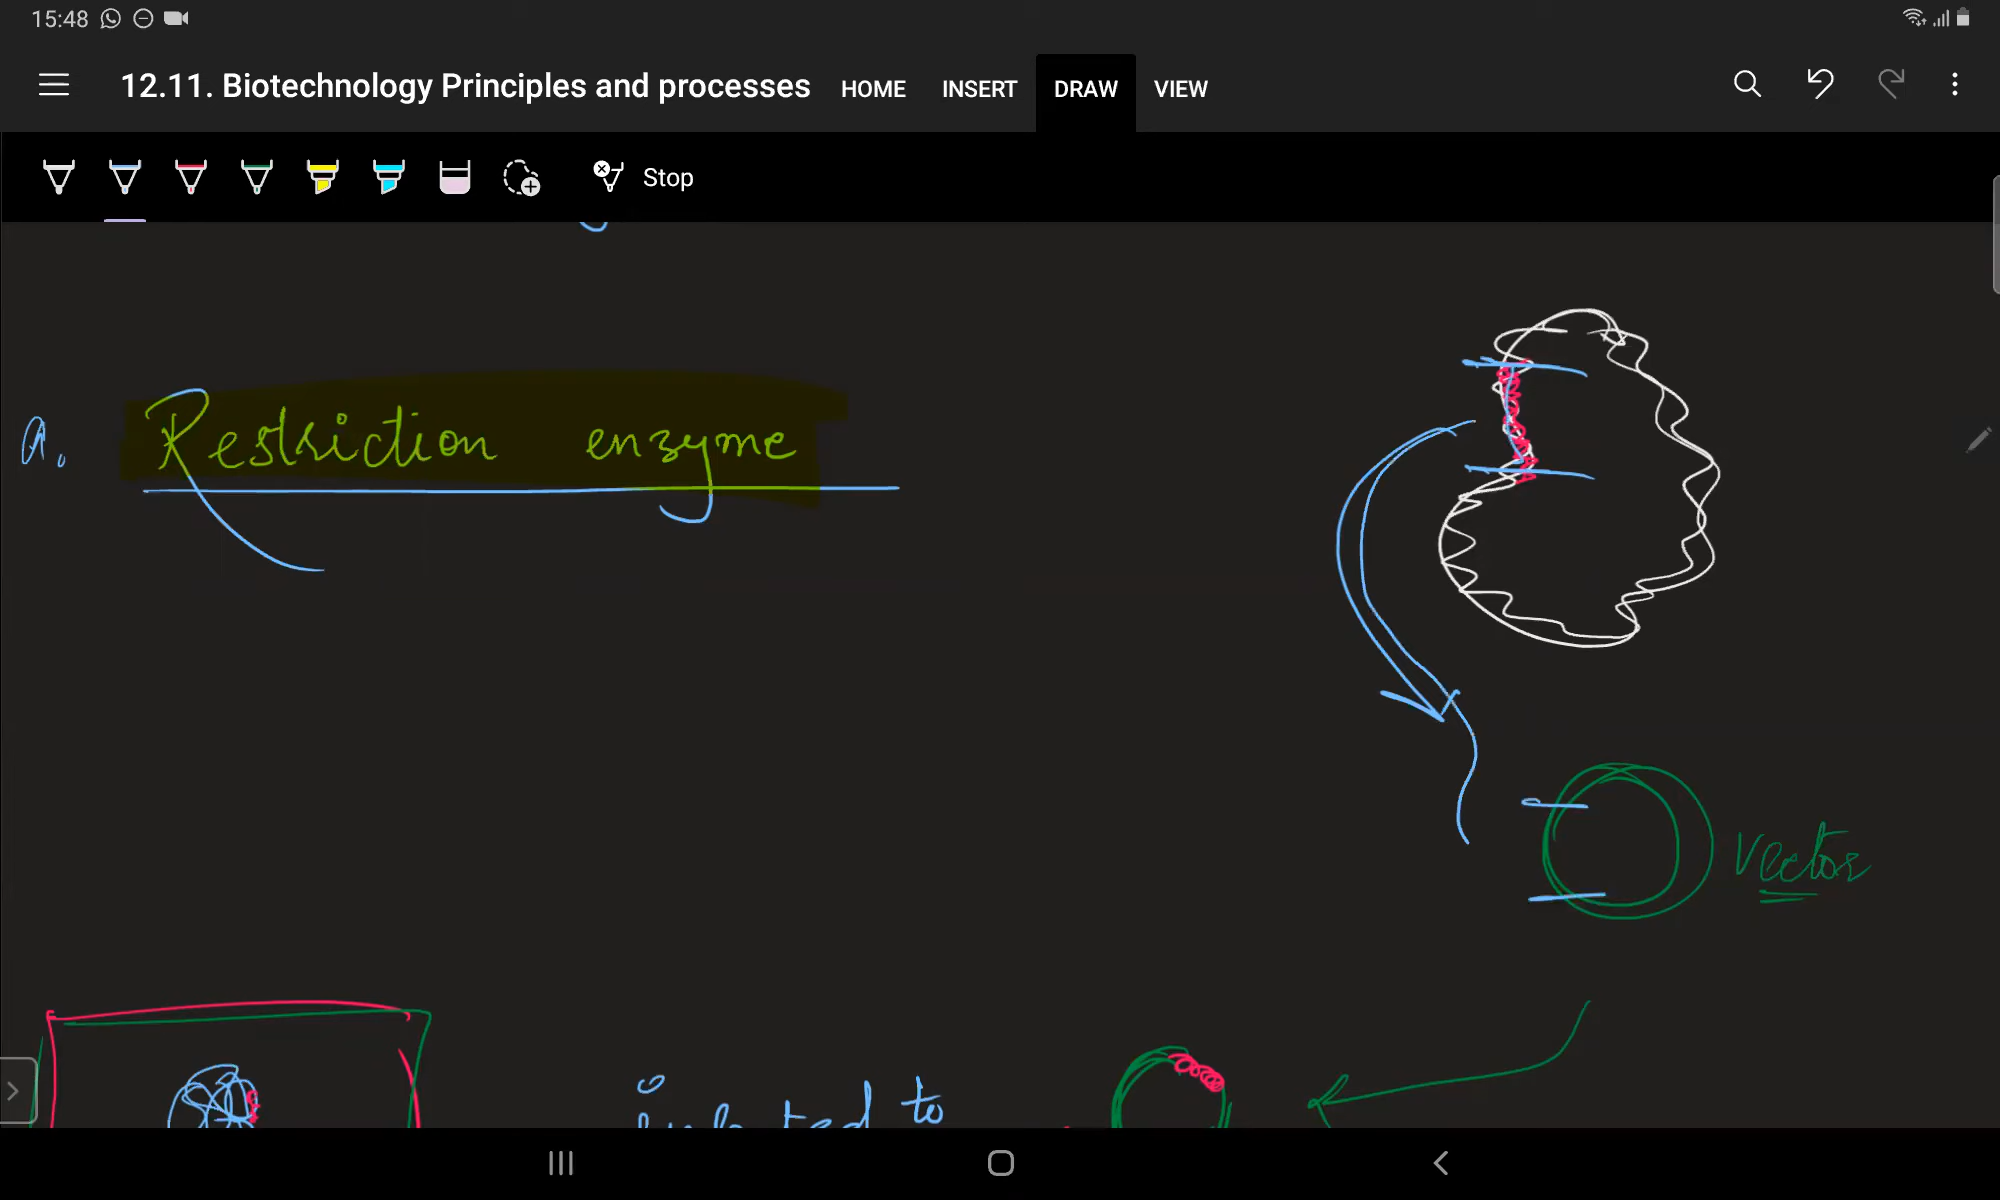 15:48
12.11. Biotechnology Principles and processes HOME INSERT DRAW VIEW
Stop
a. Restriction enzyme
vector
to